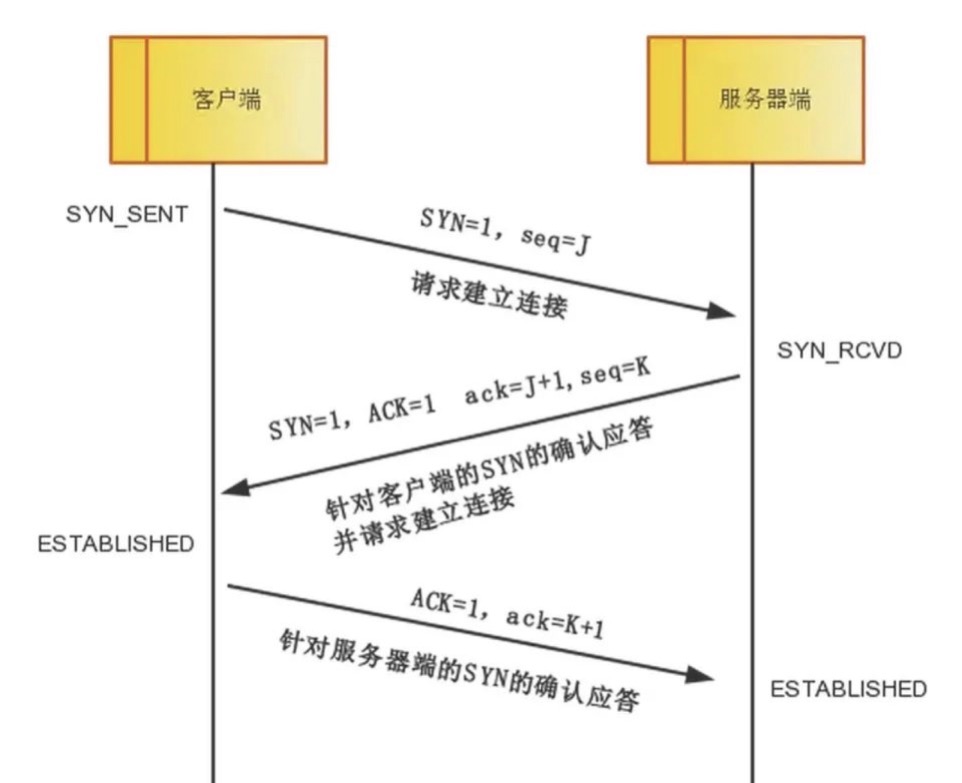 客户端
服务器端
SYN_SENT
SYN=1, seq=J
请求建立连接
SYN_RCVD
SYN=1, ACK=1 ack=J+1,seq=K
针对客户端的SYN的确认应答
并请求建立连接
ESTABLISHED
ACK=1, ack=K+1
针对服务器端的SYN的确认应答
ESTABLISHED